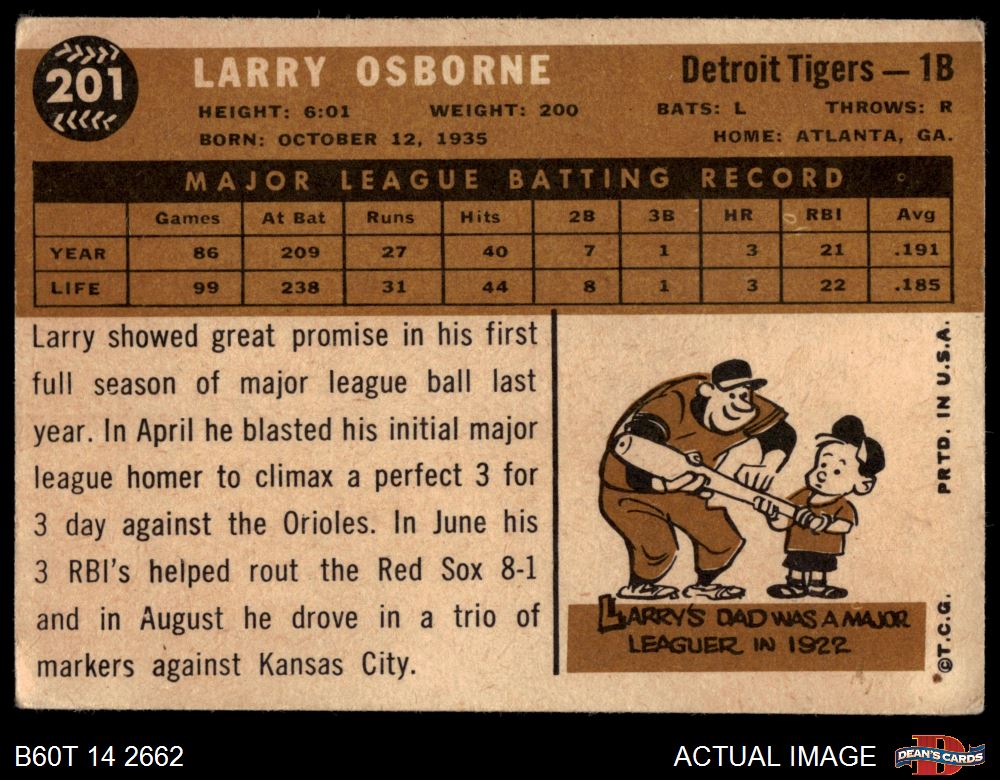 201
LARRY OSBORNE
Detroit Tigers — 1B
HEIGHT: 6:01 WEIGHT: 200 BATS: L THROWS: R
BORN: OCTOBER 12, 1935 HOME: ATLANTA, GA.
MAJOR LEAGUE BATTING RECORD
Games At Bat Runs Hits 2B 3B HR RBI Avg
YEAR 86 209 27 40 7 1 3 21 .191
LIFE 99 238 31 44 8 1 3 22 .185
Larry showed great promise in his first
full season of major league ball last
year. In April he blasted his initial major
league homer to climax a perfect 3 for
3 day against the Orioles. In June his
3 RBI's helped rout the Red Sox 8-1
and in August he drove in a trio of
markers against Kansas City.
LARRY'S DAD WAS A MAJOR
LEAGUER IN 1922
©T.C.G. PRTD. IN U.S.A.
B60T 14 2662
ACTUAL IMAGE
D
DEAN'S CARDS